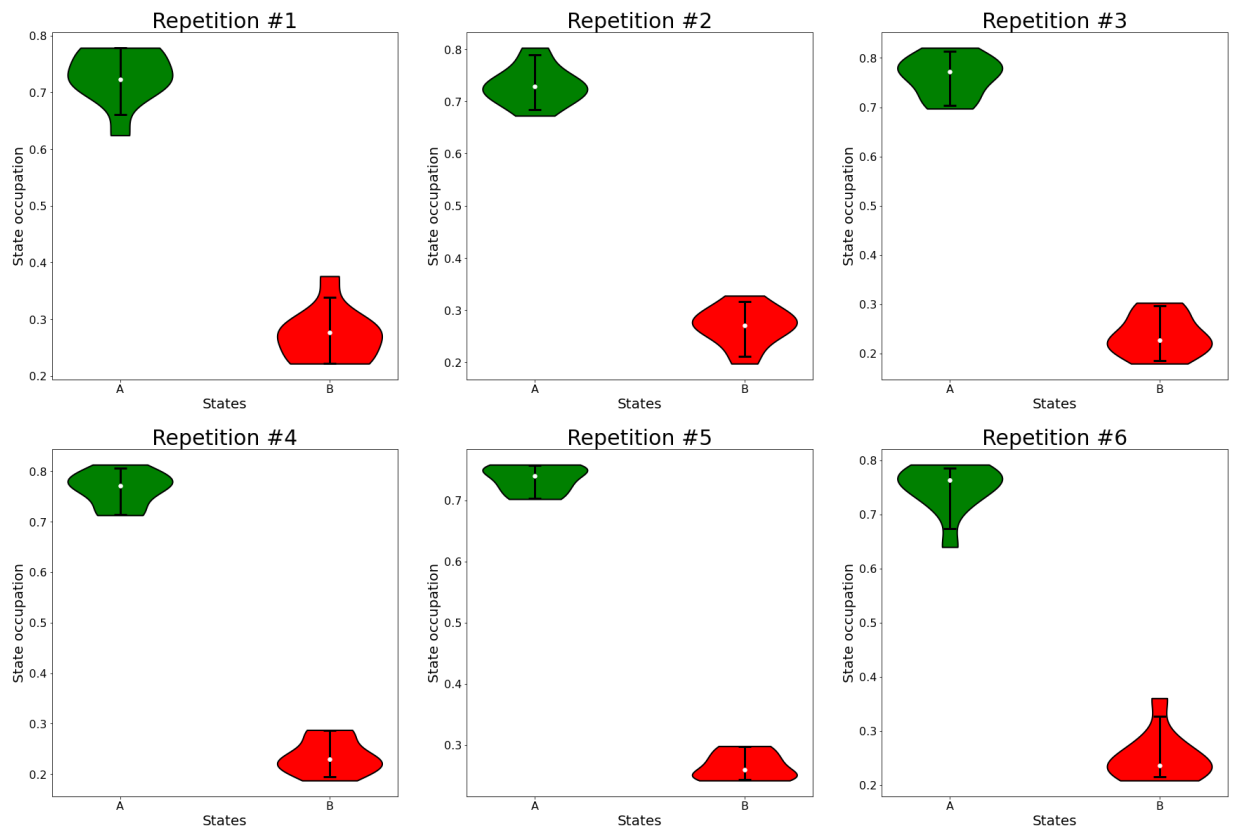 Repetition #1
0.8
0.7
0.6
0.5
0.4
0.3
0.2
State occupation
A
B
States
Repetition #2
0.8
0.7
0.6
0.5
0.4
0.3
0.2
State occupation
A
B
States
Repetition #3
0.8
0.7
0.6
0.5
0.4
0.3
0.2
State occupation
A
B
States
Repetition #4
0.8
0.7
0.6
0.5
0.4
0.3
0.2
State occupation
A
B
States
Repetition #5
0.7
0.6
0.5
0.4
0.3
State occupation
A
B
States
Repetition #6
0.8
0.7
0.6
0.5
0.4
0.3
0.2
State occupation
A
B
States